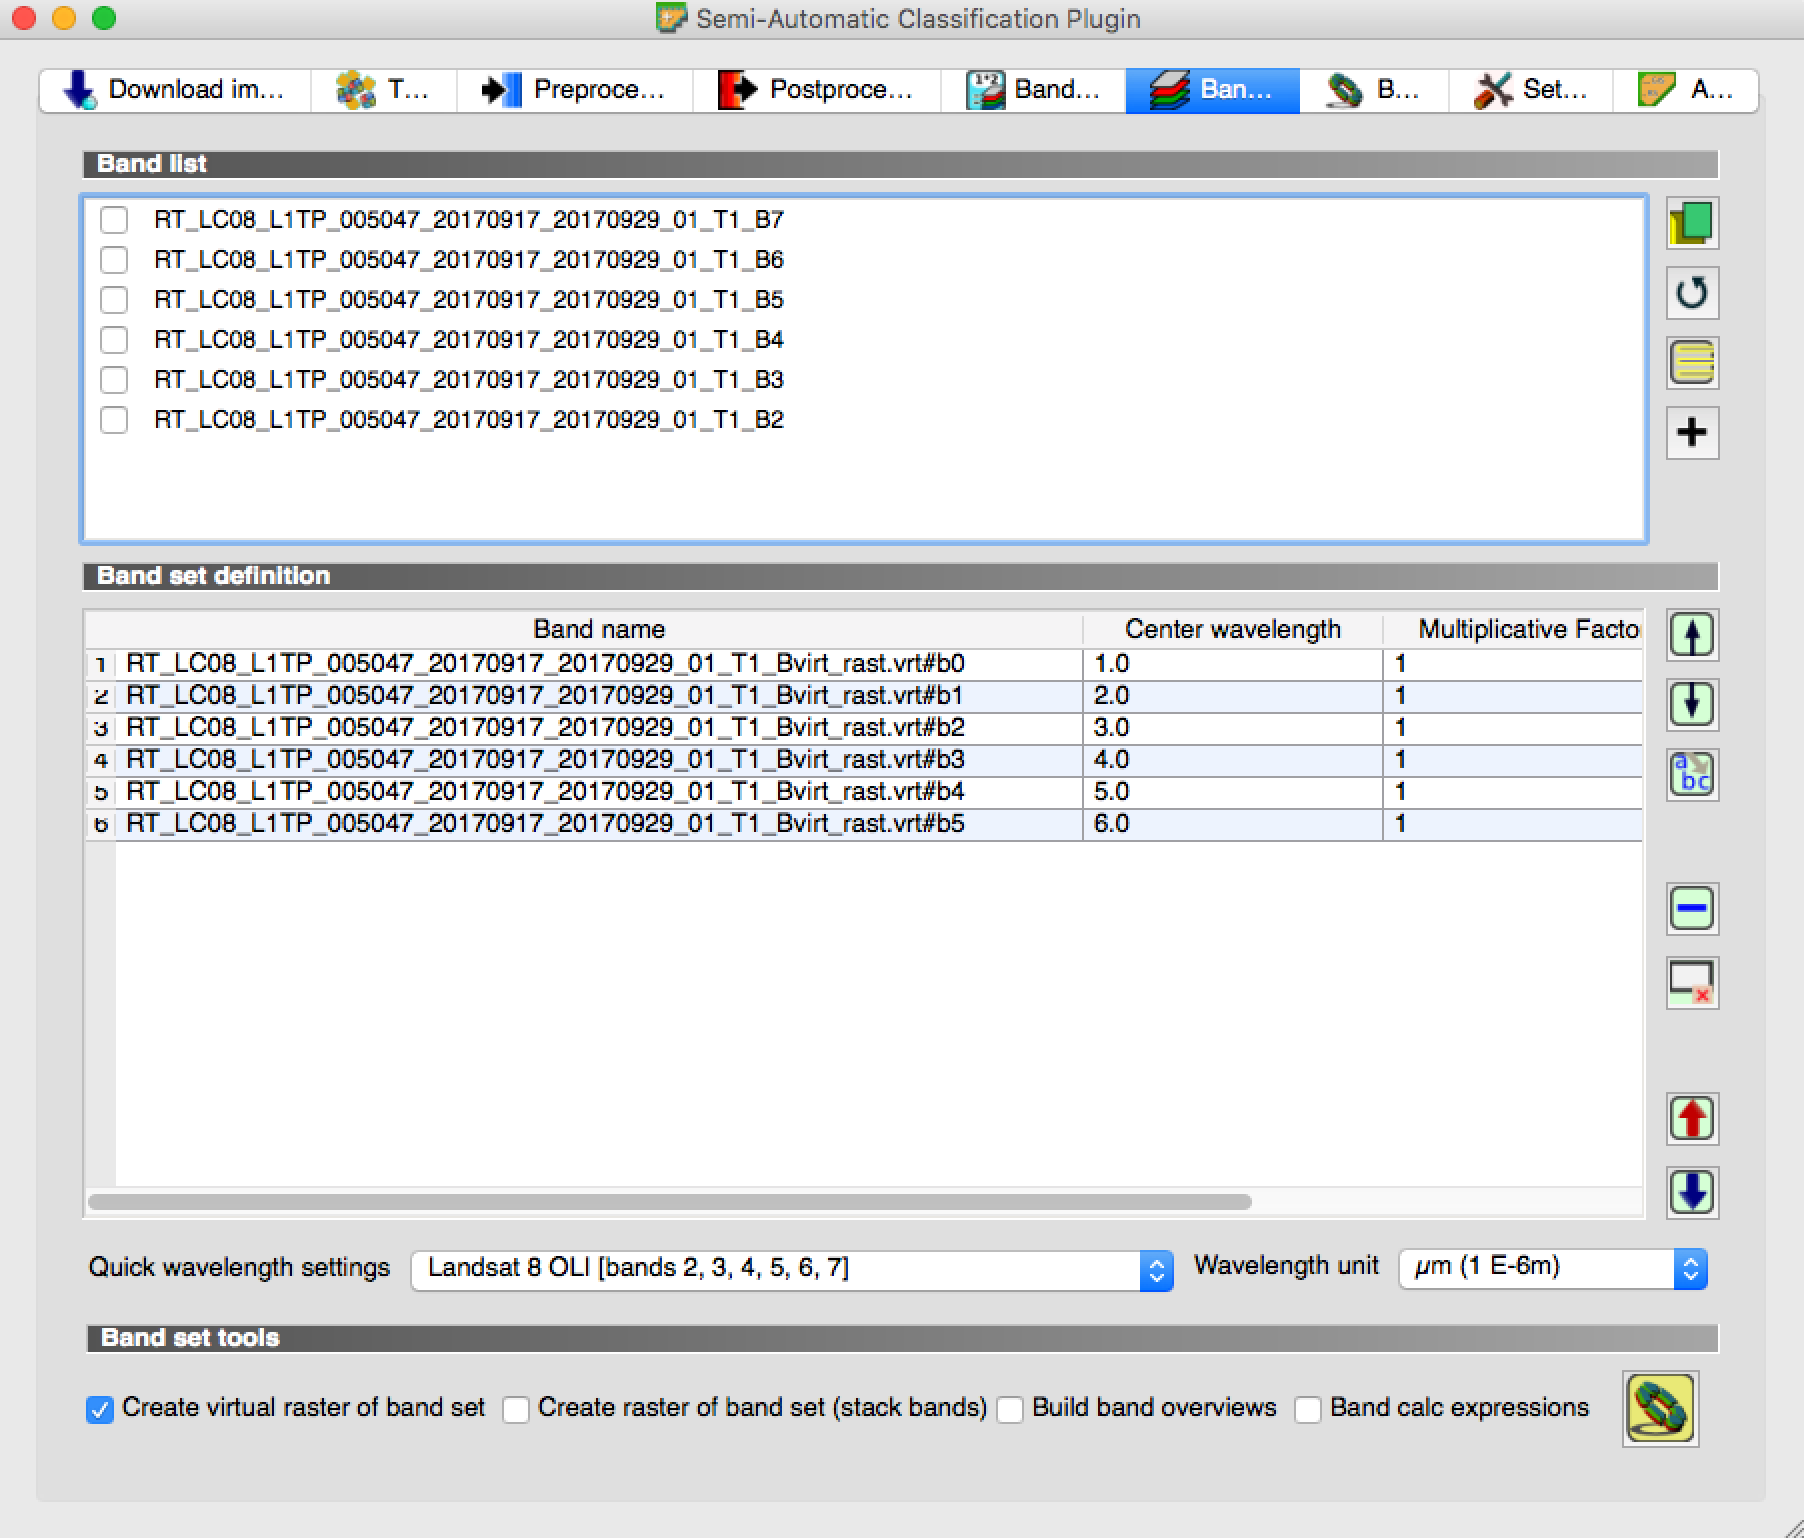 Semi-Automatic Classification Plugin
Download im... T... Preproce... Postproce... Band... Ban... B... Set... A...
Band list
RT_LC08_L1TP_005047_20170917_20170929_01_T1_B7
RT_LC08_L1TP_005047_20170917_20170929_01_T1_B6
RT_LC08_L1TP_005047_20170917_20170929_01_T1_B5
RT_LC08_L1TP_005047_20170917_20170929_01_T1_B4
RT_LC08_L1TP_005047_20170917_20170929_01_T1_B3
RT_LC08_L1TP_005047_20170917_20170929_01_T1_B2
Band set definition
Band name Center wavelength Multiplicative Facto
1 RT_LC08_L1TP_005047_20170917_20170929_01_T1_Bvirt_rast.vrt#b0 1.0 1
2 RT_LC08_L1TP_005047_20170917_20170929_01_T1_Bvirt_rast.vrt#b1 2.0 1
3 RT_LC08_L1TP_005047_20170917_20170929_01_T1_Bvirt_rast.vrt#b2 3.0 1
4 RT_LC08_L1TP_005047_20170917_20170929_01_T1_Bvirt_rast.vrt#b3 4.0 1
5 RT_LC08_L1TP_005047_20170917_20170929_01_T1_Bvirt_rast.vrt#b4 5.0 1
6 RT_LC08_L1TP_005047_20170917_20170929_01_T1_Bvirt_rast.vrt#b5 6.0 1
a bc
Quick wavelength settings Landsat 8 OLI [bands 2, 3, 4, 5, 6, 7] Wavelength unit µm (1 E-6m)
Band set tools
Create virtual raster of band set Create raster of band set (stack bands) Build band overviews Band calc expressions